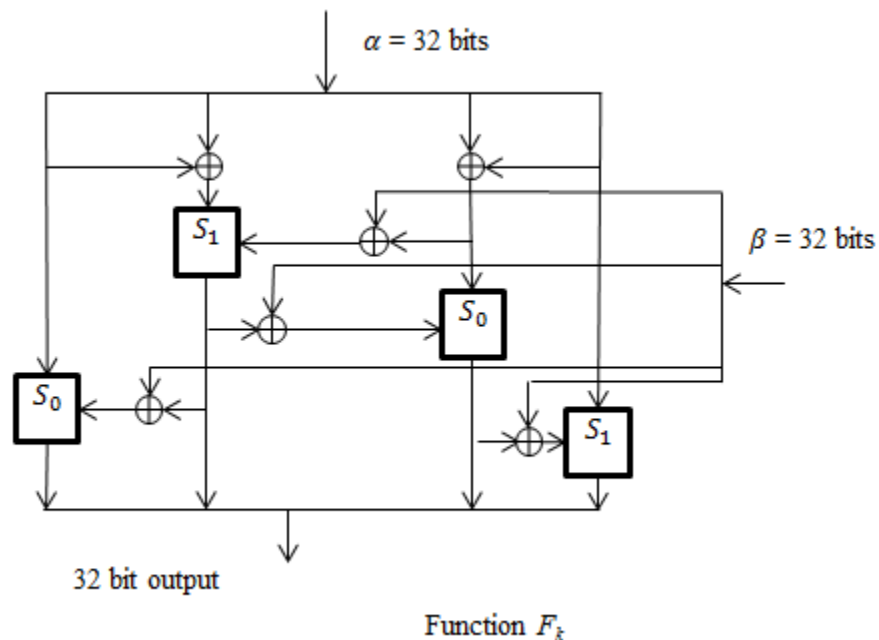 α = 32 bits
S₁
β = 32 bits
S₀
S₀
S₁
32 bit output
Function Fₖ